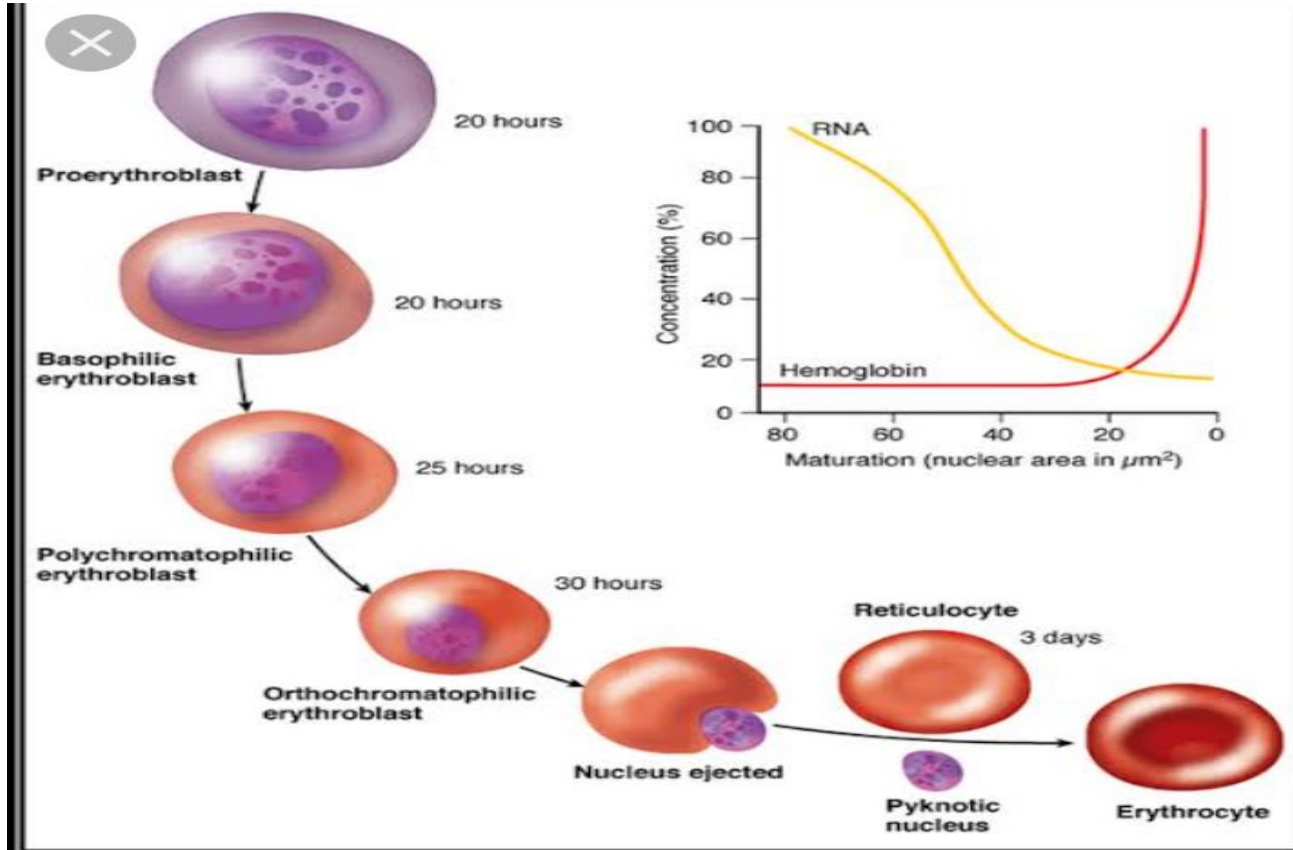 20 hours
Proerythroblast
20 hours
Basophilic
erythroblast
25 hours
Polychromatophilic
erythroblast
30 hours
Orthochromatophilic
erythroblast
Nucleus ejected
Reticulocyte
3 days
Pyknotic
nucleus
Erythrocyte
Concentration (%)
100
80
60
40
20
0
RNA
Hemoglobin
80 60 40 20 0
Maturation (nuclear area in µm²)